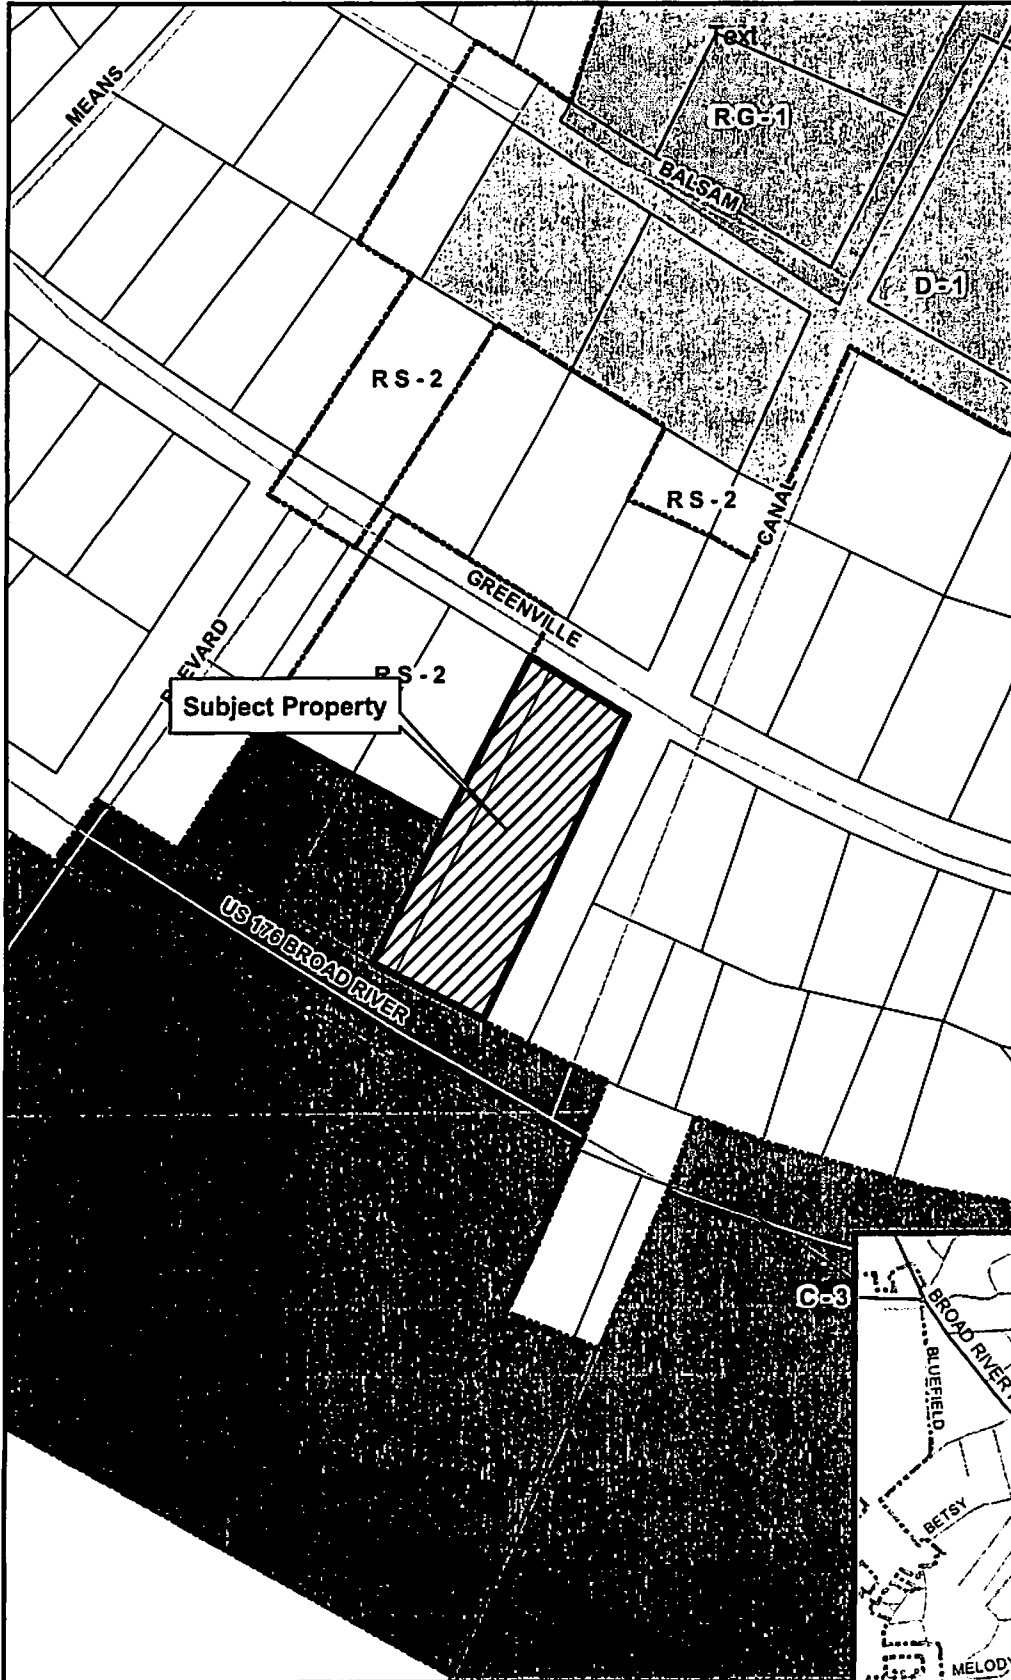 Text
MEANS
RG-1
BALSAM
D-1
RS-2
RS-2
CANAL
GREENVILLE
RS-2
Subject Property
US 176 BROAD RIVER
C-3
BROAD RIVER
BLUEFIELD
BETSY
MELODY